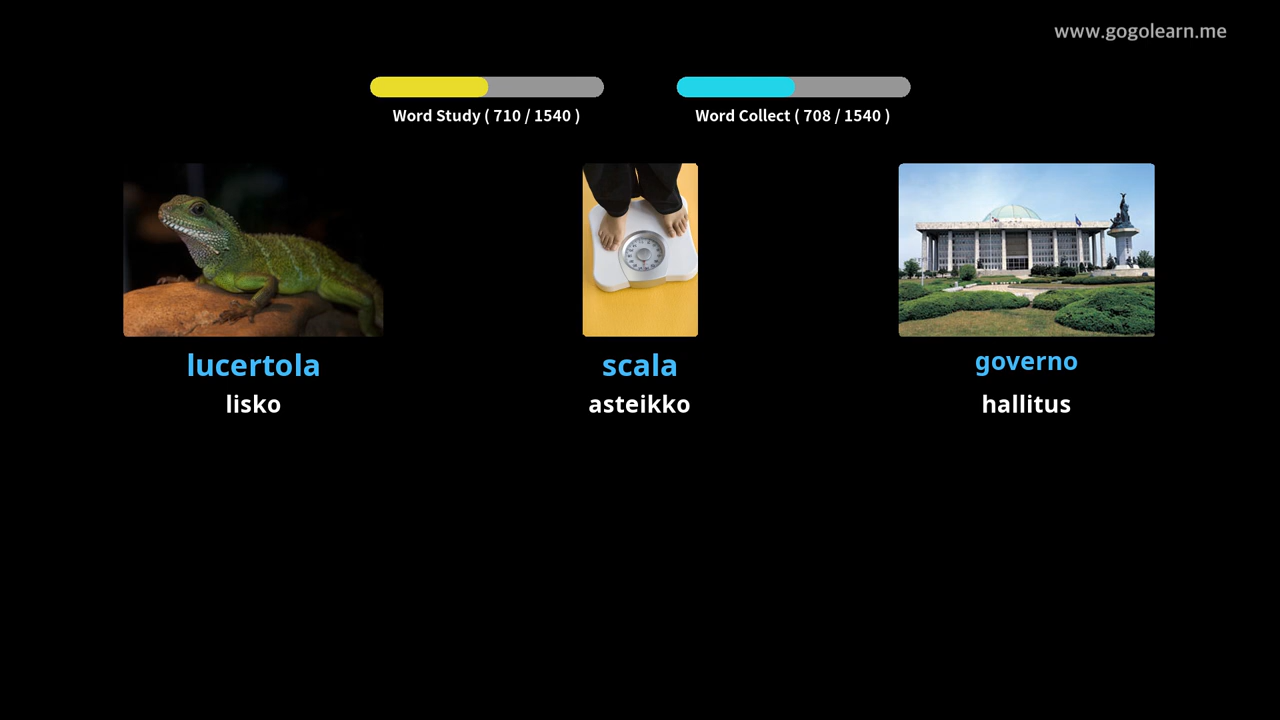 www.gogolearn.me
Word Study ( 710 / 1540 )
Word Collect ( 708 / 1540 )
lucertola
lisko
scala
asteikko
governo
hallitus